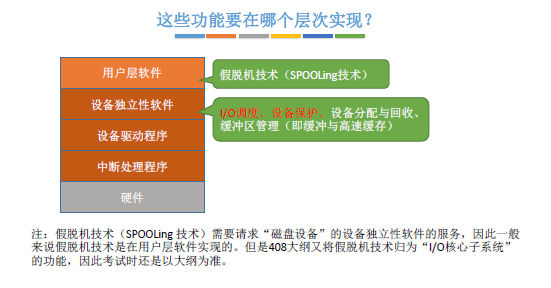 这些功能要在哪个层次实现？
用户层软件
假脱机技术（SPOOLing技术）
设备独立性软件
I/O调度、设备保护、设备分配与回收、
缓冲区管理（即缓冲与高速缓存）
设备驱动程序
中断处理程序
硬件
注：假脱机技术（SPOOLing 技术）需要请求“磁盘设备”的设备独立性软件的服务，因此一般
来说假脱机技术是在用户层软件实现的。但是408大纲又将假脱机技术归为“I/O核心子系统”
的功能，因此考试时还是以大纲为准。